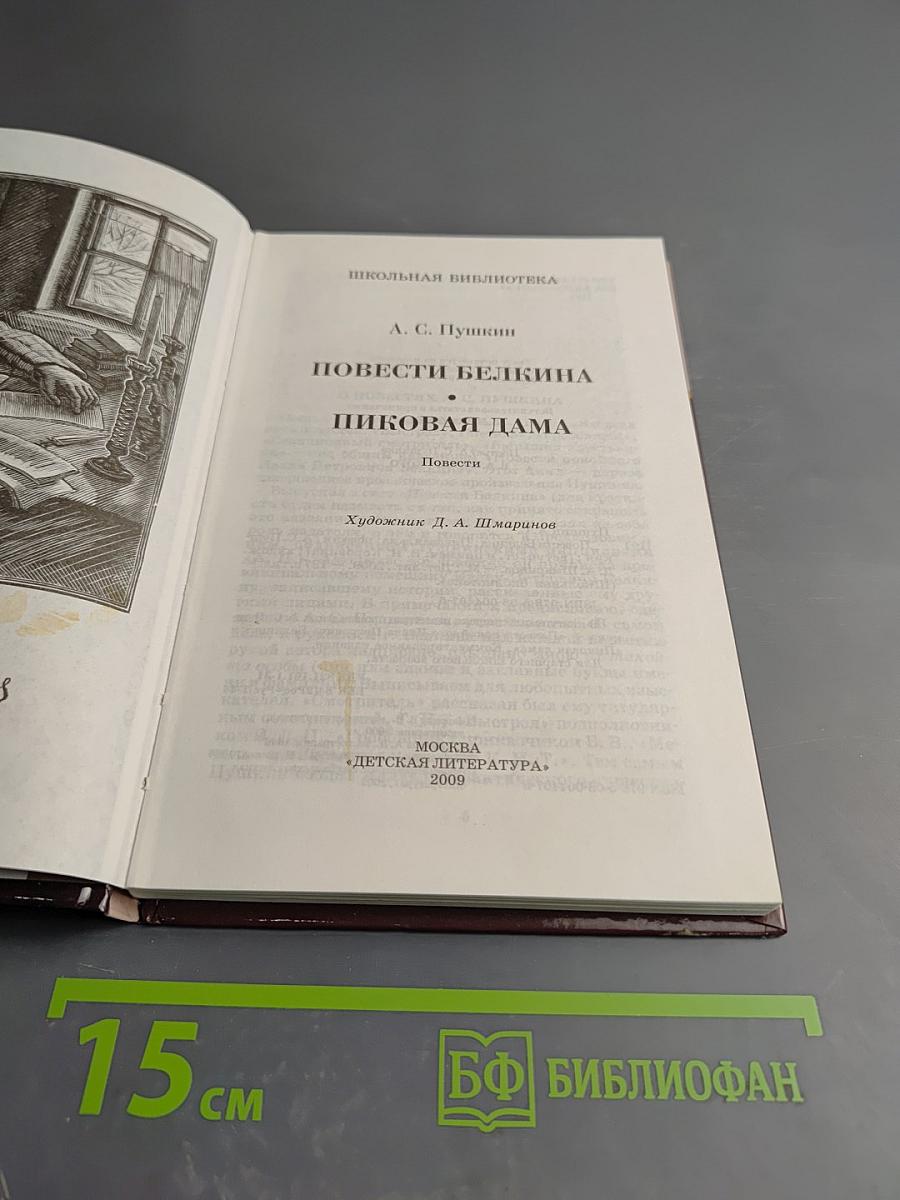 ШКОЛЬНАЯ БИБЛИОТЕКА
А. С. Пушкин
ПОВЕСТИ БЕЛКИНА
•
ПИКОВАЯ ДАМА
Повести
Художник Д. А. Шмаринов
МОСКВА
«ДЕТСКАЯ ЛИТЕРАТУРА»
2009
15 см
БФ БИБЛИОФАН